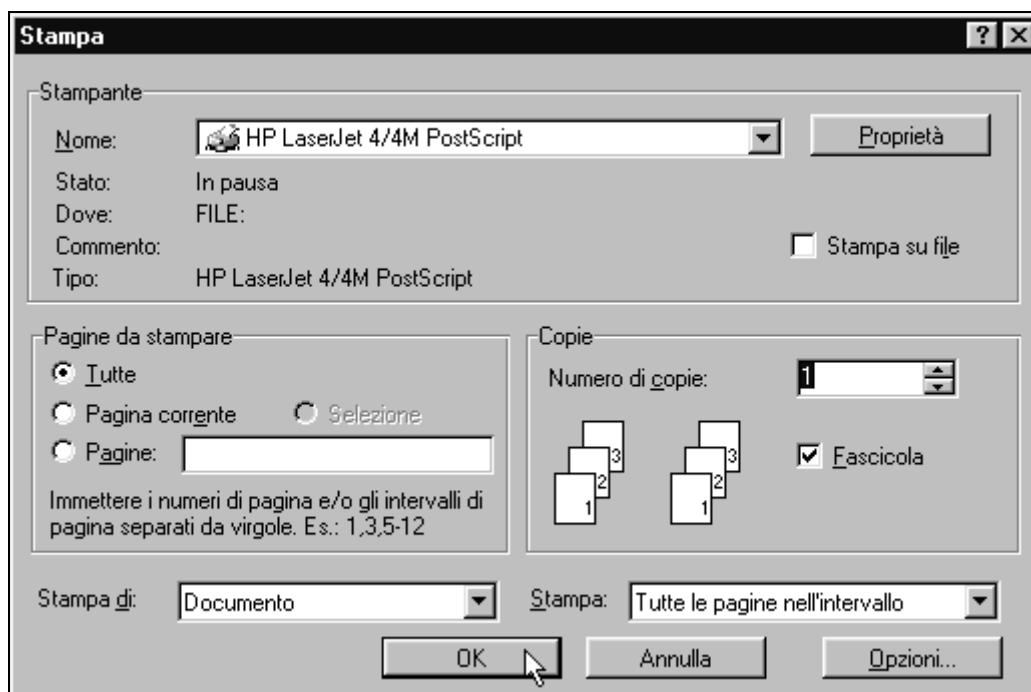 Stampa
Stampante
Nome: HP LaserJet 4/4M PostScript Proprietà
Stato: In pausa
Dove: FILE:
Commento: Stampa su file
Tipo: HP LaserJet 4/4M PostScript
Pagine da stampare
Tutte
Pagina corrente Selezione
Pagine:
Immettere i numeri di pagina e/o gli intervalli di
pagina separati da virgole. Es.: 1,3,5-12
Copie
Numero di copie: 1
3 3
2 2
1 1
Fascicola
Stampa di: Documento Stampa: Tutte le pagine nell'intervallo
OK Annulla Opzioni...